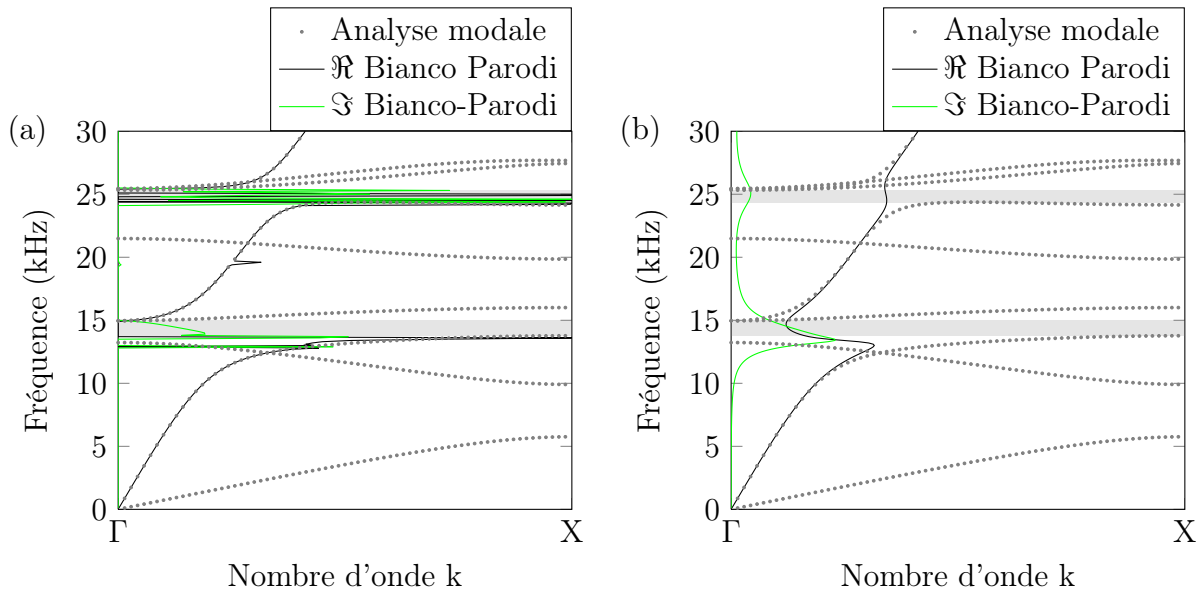 Analyse modale
ℜ Bianco Parodi
ℑ Bianco-Parodi
(a)
30
25
20
15
10
5
0
Fréquence (kHz)
Γ
X
Nombre d'onde k
Analyse modale
ℜ Bianco Parodi
ℑ Bianco-Parodi
(b)
30
25
20
15
10
5
0
Fréquence (kHz)
Γ
X
Nombre d'onde k